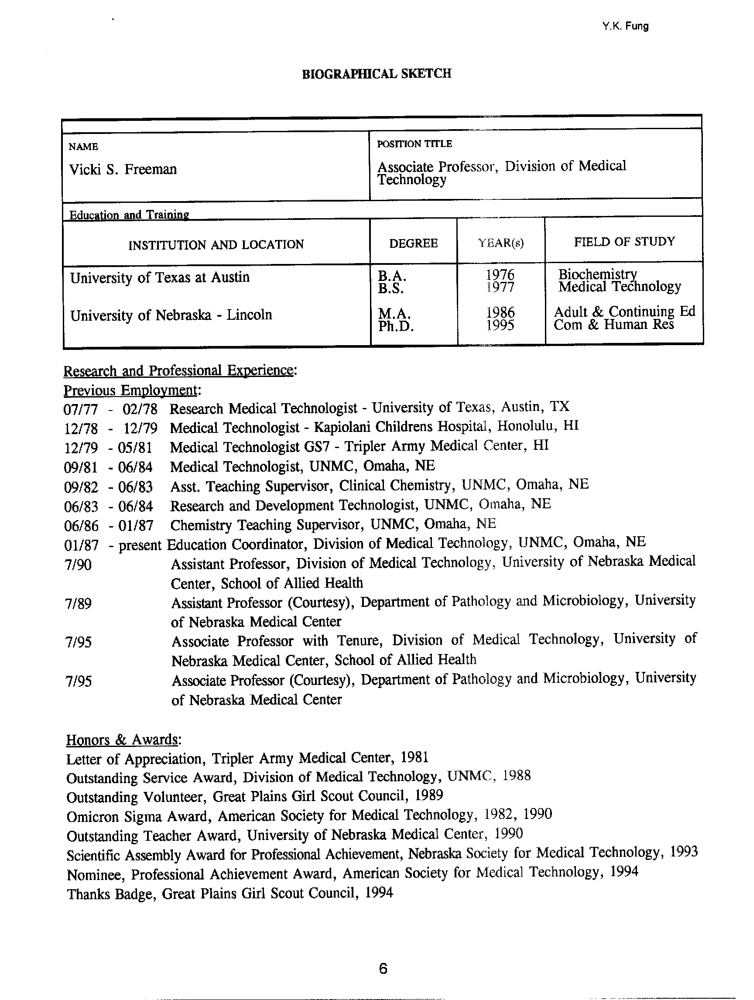 Y.K. Fung
BIOGRAPHICAL SKETCH
NAME
Vicki S. Freeman
POSITION TITLE
Associate Professor, Division of Medical
Technology
Education and Training
INSTITUTION AND LOCATION DEGREE YEAR(s) FIELD OF STUDY
University of Texas at Austin B.A. 1976 Biochemistry
B.S. 1977 Medical Technology
University of Nebraska - Lincoln M.A. 1986 Adult & Continuing Ed
Ph.D. 1995 Com & Human Res
Research and Professional Experience:
Previous Employment:
07/77 - 02/78 Research Medical Technologist - University of Texas, Austin, TX
12/78 - 12/79 Medical Technologist - Kapiolani Childrens Hospital, Honolulu, HI
12/79 - 05/81 Medical Technologist GS7 - Tripler Army Medical Center, HI
09/81 - 06/84 Medical Technologist, UNMC, Omaha, NE
09/82 - 06/83 Asst. Teaching Supervisor, Clinical Chemistry, UNMC, Omaha, NE
06/83 - 06/84 Research and Development Technologist, UNMC, Omaha, NE
06/86 - 01/87 Chemistry Teaching Supervisor, UNMC, Omaha, NE
01/87 - present Education Coordinator, Division of Medical Technology, UNMC, Omaha, NE
7/90 Assistant Professor, Division of Medical Technology, University of Nebraska Medical
Center, School of Allied Health
7/89 Assistant Professor (Courtesy), Department of Pathology and Microbiology, University
of Nebraska Medical Center
7/95 Associate Professor with Tenure, Division of Medical Technology, University of
Nebraska Medical Center, School of Allied Health
7/95 Associate Professor (Courtesy), Department of Pathology and Microbiology, University
of Nebraska Medical Center
Honors & Awards:
Letter of Appreciation, Tripler Army Medical Center, 1981
Outstanding Service Award, Division of Medical Technology, UNMC, 1988
Outstanding Volunteer, Great Plains Girl Scout Council, 1989
Omicron Sigma Award, American Society for Medical Technology, 1982, 1990
Outstanding Teacher Award, University of Nebraska Medical Center, 1990
Scientific Assembly Award for Professional Achievement, Nebraska Society for Medical Technology, 1993
Nominee, Professional Achievement Award, American Society for Medical Technology, 1994
Thanks Badge, Great Plains Girl Scout Council, 1994
6